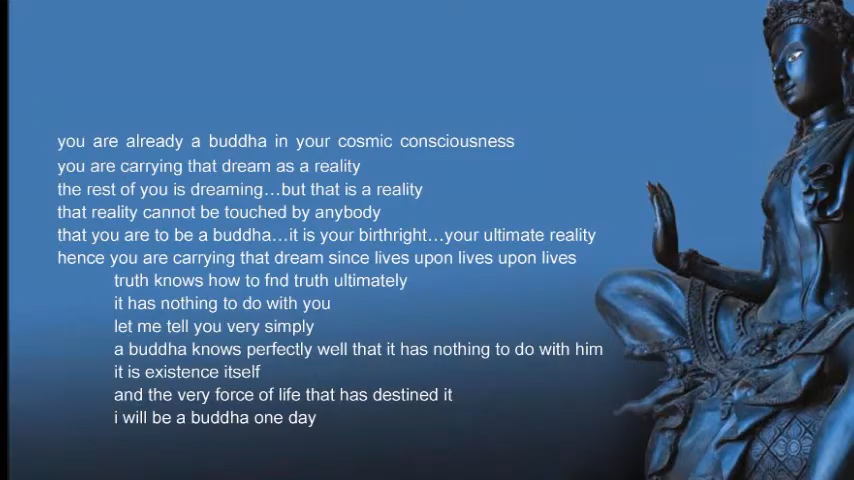 you are already a buddha in your cosmic consciousness
you are carrying that dream as a reality
the rest of you is dreaming...but that is a reality
that reality cannot be touched by anybody
that you are to be a buddha...it is your birthright...your ultimate reality
hence you are carrying that dream since lives upon lives upon lives
truth knows how to fnd truth ultimately
it has nothing to do with you
let me tell you very simply
a buddha knows perfectly well that it has nothing to do with him
it is existence itself
and the very force of life that has destined it
i will be a buddha one day